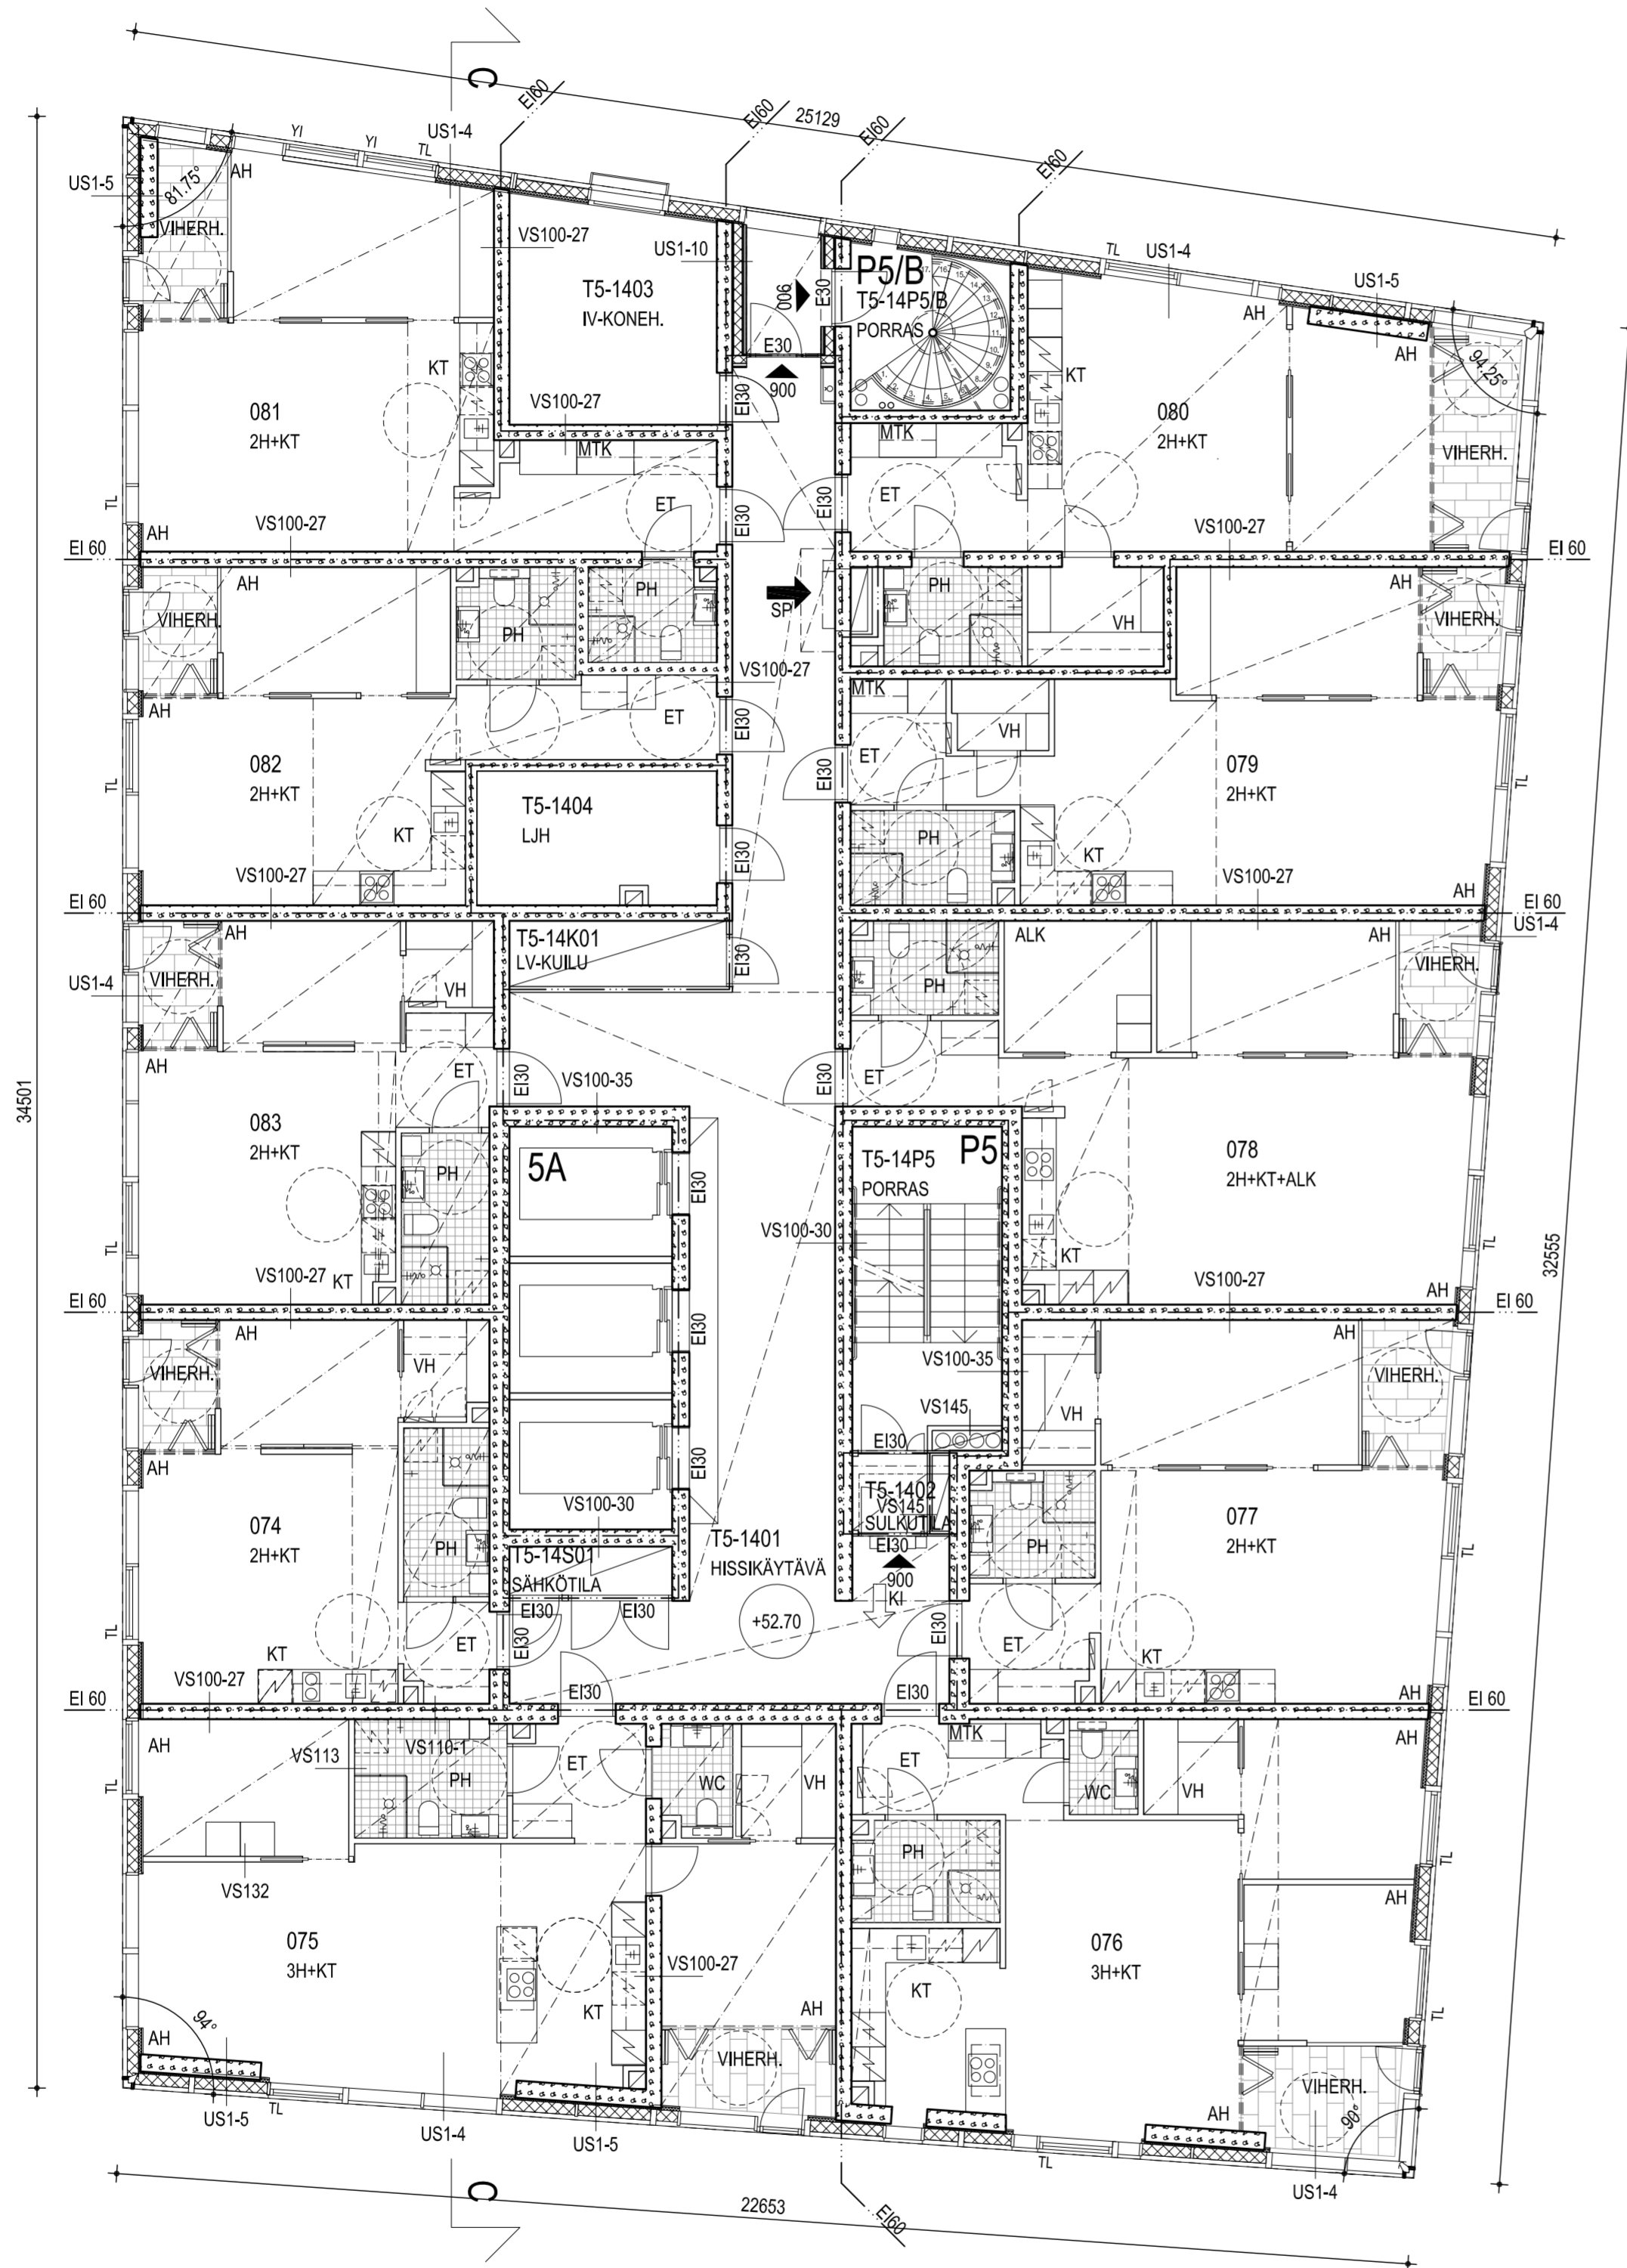 C
EI60
25129
EI60
EI60
EI60
YI
YI
TL
US1-4
US1-5
81.75°
AH
VIHERH.
VS100-27
T5-1403
IV-KONEH.
US1-10
900
E30
E30
900
P5/B
T5-14P5/B
PORRAS
TL
US1-4
US1-5
AH
AH
94.25°
VIHERH.
KT
081
2H+KT
VS100-27
MTK
EI30
MTK
KT
080
2H+KT
TL
AH
VS100-27
ET
EI30
EI30
ET
VS100-27
EI 60
EI 60
AH
VIHERH.
PH
PH
SP
PH
VH
AH
VIHERH.
AH
VS100-27
MTK
ET
EI30
EI30
ET
VH
082
2H+KT
TL
KT
T5-1404
LJH
EI30
PH
KT
079
2H+KT
TL
VS100-27
VS100-27
AH
EI 60
EI 60
US1-4
AH
VIHERH.
US1-4
VH
T5-14K01
LV-KUILU
EI30
PH
ALK
AH
VIHERH.
AH
ET
EI30
VS100-35
EI30
ET
34501
083
2H+KT
PH
5A
EI30
T5-14P5
PORRAS
P5
078
2H+KT+ALK
VS100-30
TL
VS100-27
KT
KT
VS100-27
TL
32555
AH
EI 60
EI 60
AH
VIHERH.
VH
EI30
VS100-35
AH
VIHERH.
VH
AH
EI30
VS145
EI30
074
2H+KT
PH
VS100-30
T5-14S01
SÄHKÖTILA
T5-1401
HISSIKÄYTÄVÄ
T5-1402
VS145
SULKUTILA
EI30
900
KI
PH
077
2H+KT
TL
TL
KT
VS100-27
ET
EI30
EI30
EI30
+52.70
EI30
ET
KT
EI30
EI30
AH
EI 60
EI 60
AH
VS113
VS110-1
PH
ET
WC
VH
MTK
ET
WC
VH
AH
TL
VS132
PH
TL
AH
075
3H+KT
KT
VS100-27
KT
076
3H+KT
94°
AH
AH
VIHERH.
AH
VIHERH.
90°
TL
US1-5
TL
US1-4
US1-5
TL
US1-4
C
22653
EI60